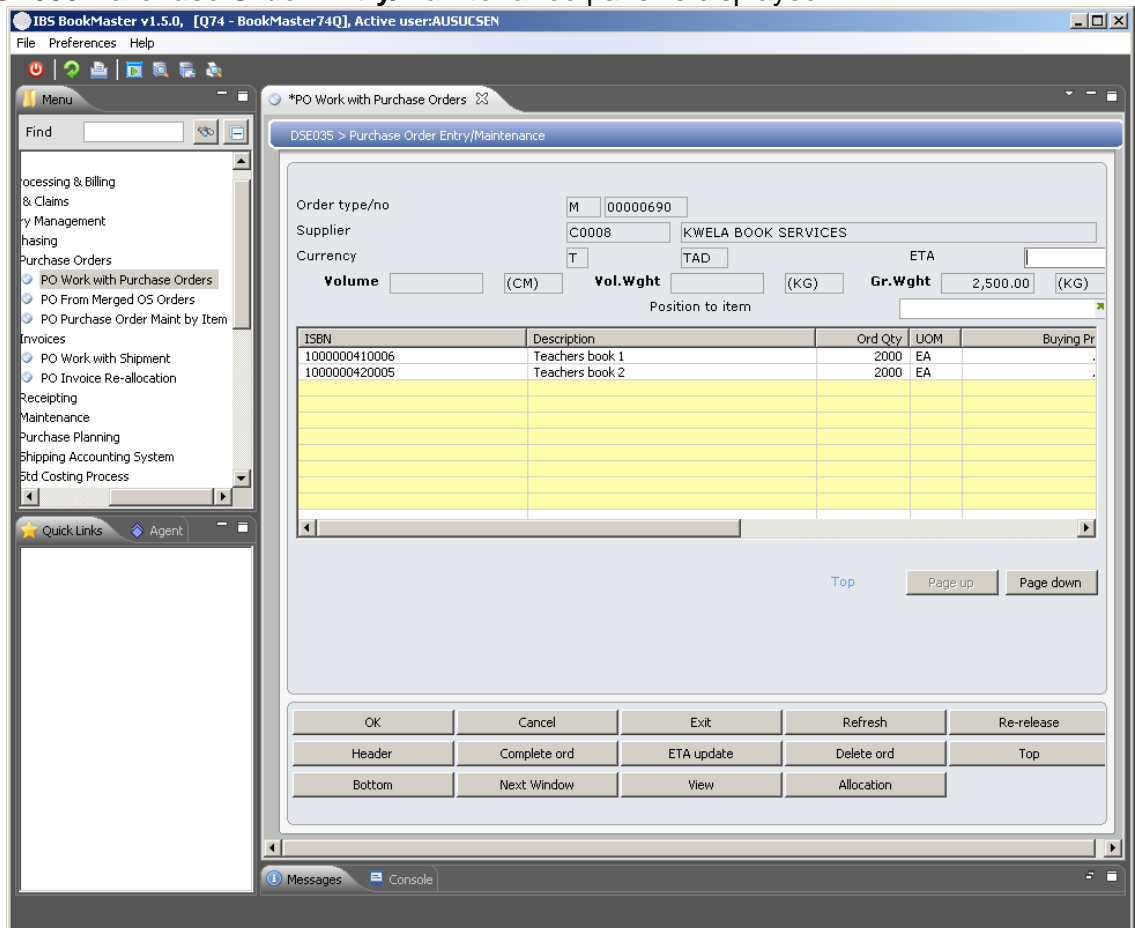 IBS BookMaster v1.5.0, [Q74 - BookMaster74Q], Active user:AUSUCSEN
File Preferences Help
Menu
Find
ocessing & Billing
& Claims
ry Management
hasing
Purchase Orders
PO Work with Purchase Orders
PO From Merged OS Orders
PO Purchase Order Maint by Item
Invoices
PO Work with Shipment
PO Invoice Re-allocation
Receipting
Maintenance
Purchase Planning
Shipping Accounting System
Std Costing Process
Quick Links Agent
*PO Work with Purchase Orders
DSE035 > Purchase Order Entry/Maintenance
Order type/no M 00000690
Supplier C0008 KWELA BOOK SERVICES
Currency T TAD ETA
Volume (CM) Vol.Wght (KG) Gr.Wght 2,500.00 (KG)
Position to item
ISBN Description Ord Qty UOM Buying Pr
1000000410006 Teachers book 1 2000 EA .
1000000420005 Teachers book 2 2000 EA .
Top Page up Page down
OK Cancel Exit Refresh Re-release
Header Complete ord ETA update Delete ord Top
Bottom Next Window View Allocation
Messages Console